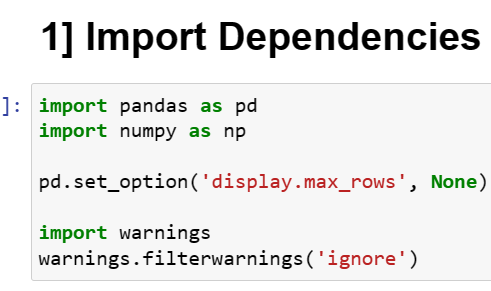 1] Import Dependencies
]:
import pandas as pd
import numpy as np
pd.set_option('display.max_rows', None)
import warnings
warnings.filterwarnings('ignore')